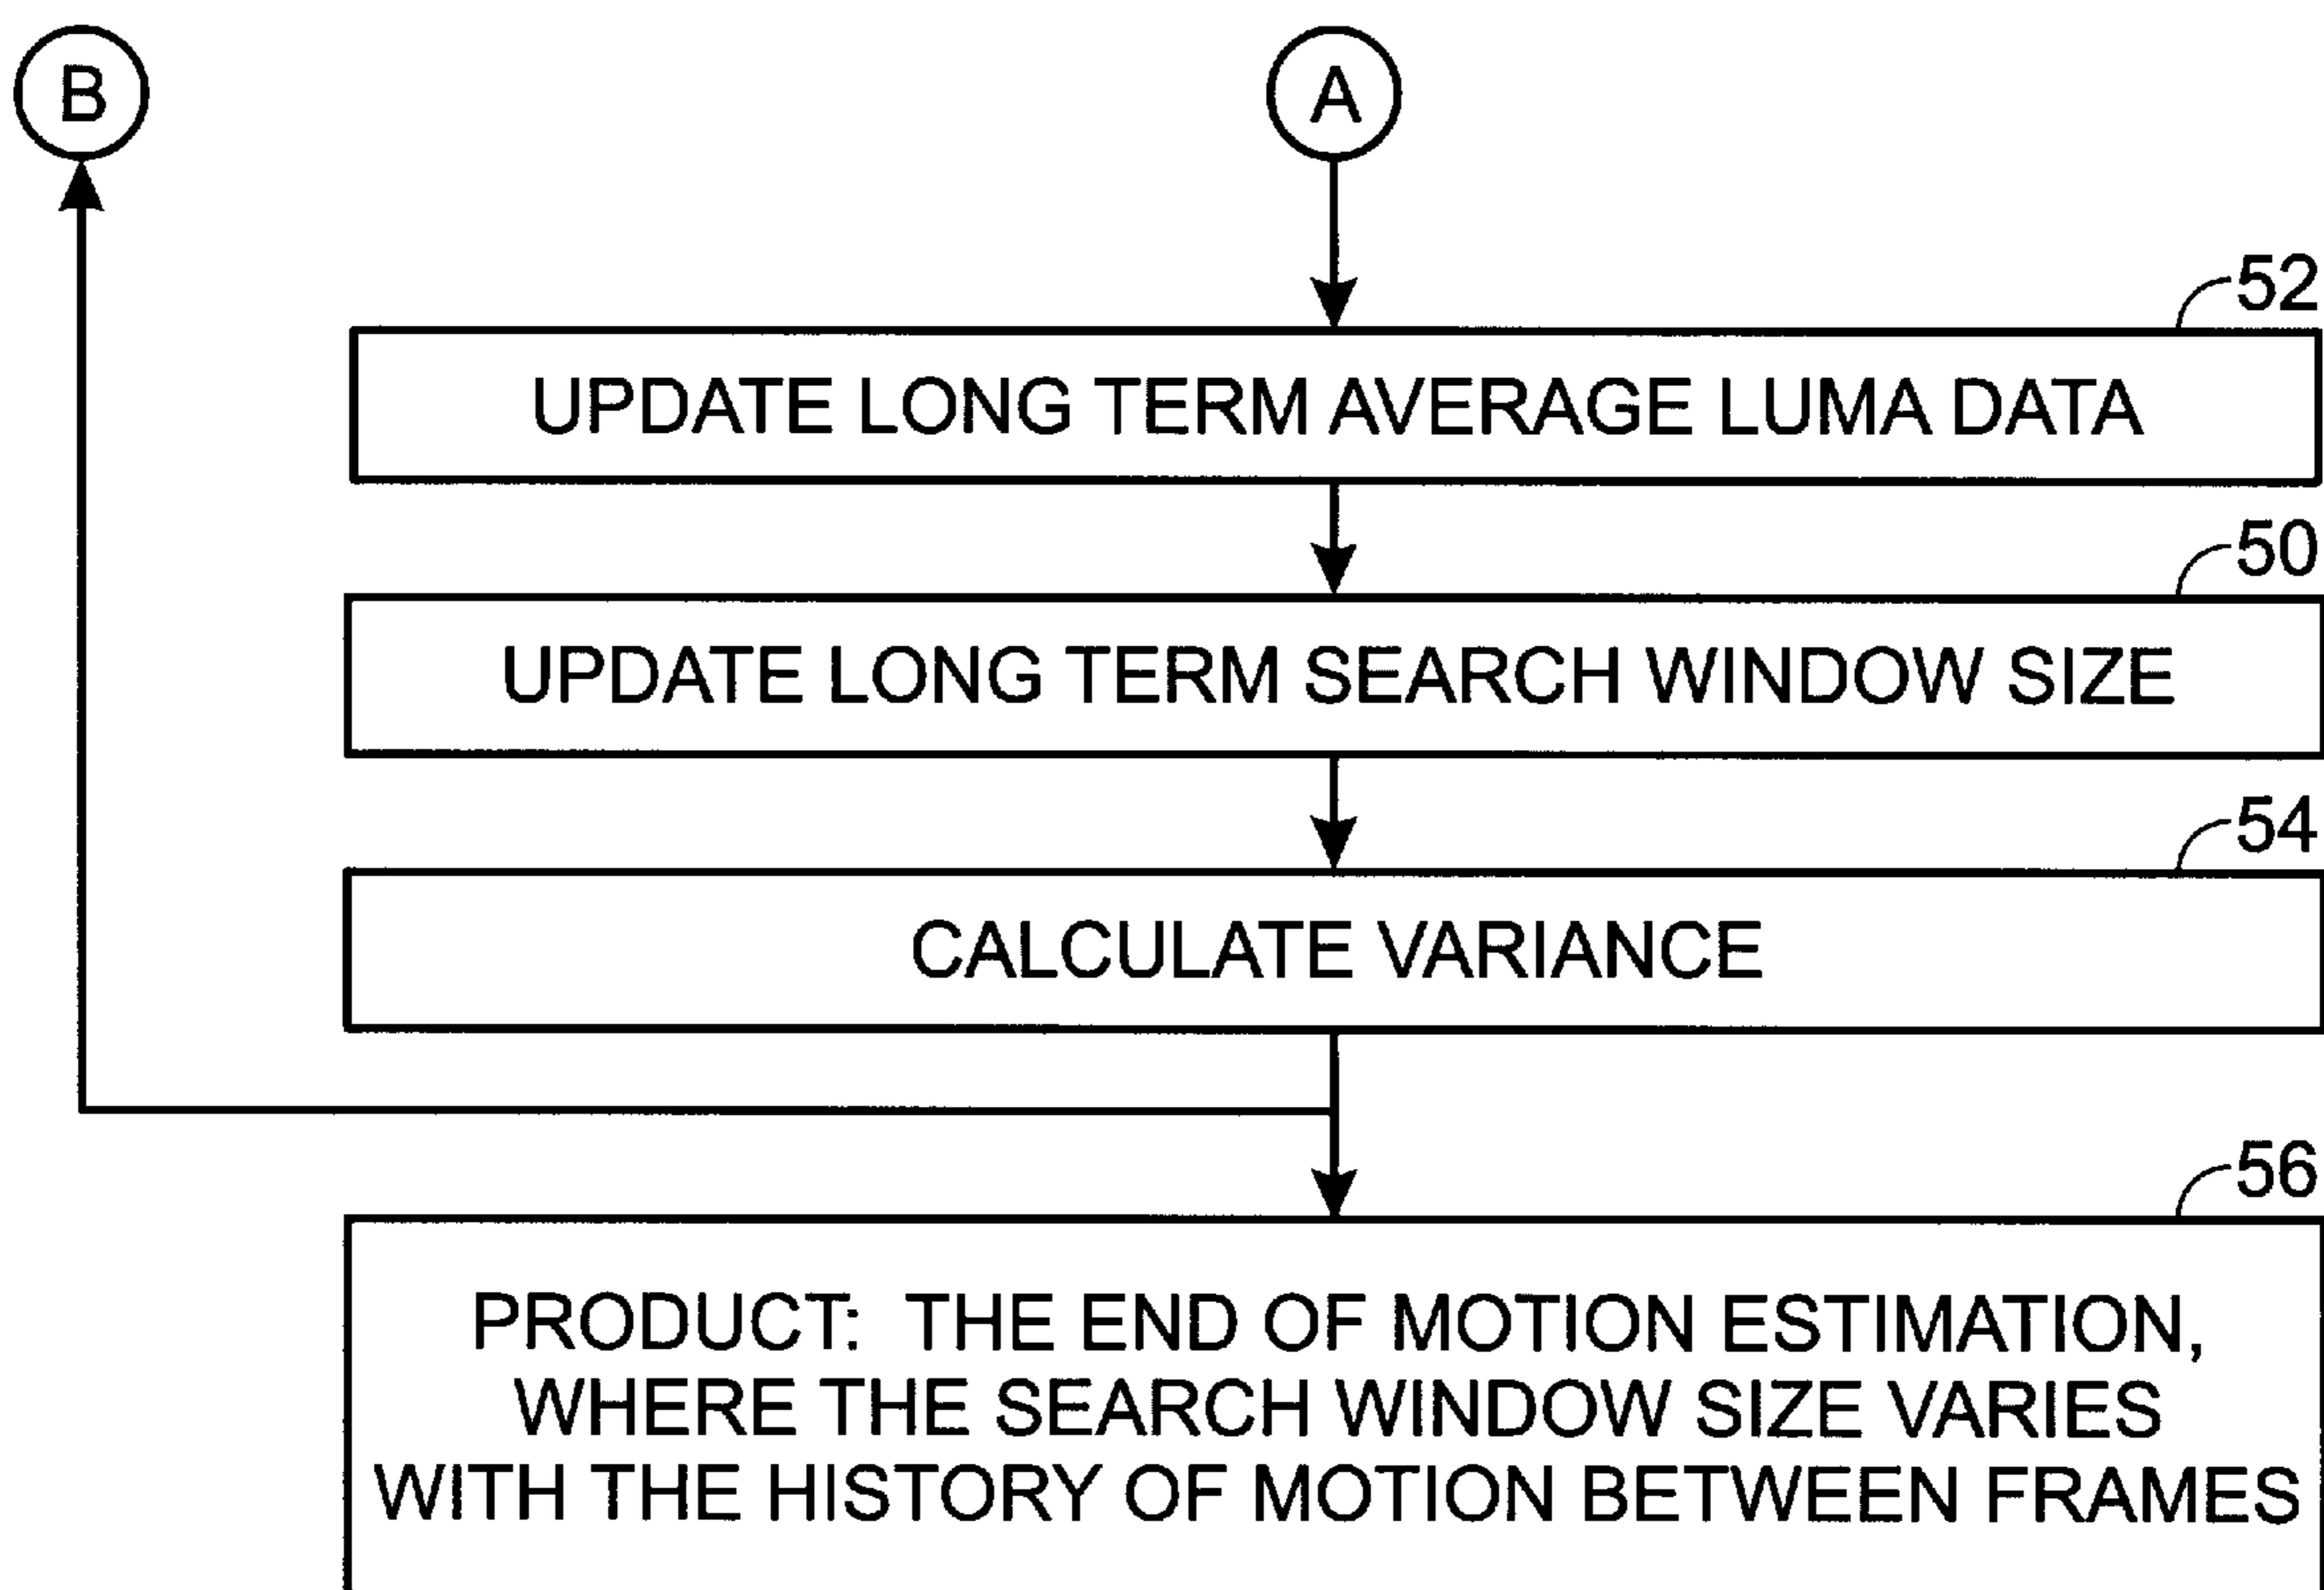 B
A
52
UPDATE LONG TERM AVERAGE LUMA DATA
50
UPDATE LONG TERM SEARCH WINDOW SIZE
54
CALCULATE VARIANCE
56
PRODUCT: THE END OF MOTION ESTIMATION,
WHERE THE SEARCH WINDOW SIZE VARIES
WITH THE HISTORY OF MOTION BETWEEN FRAMES